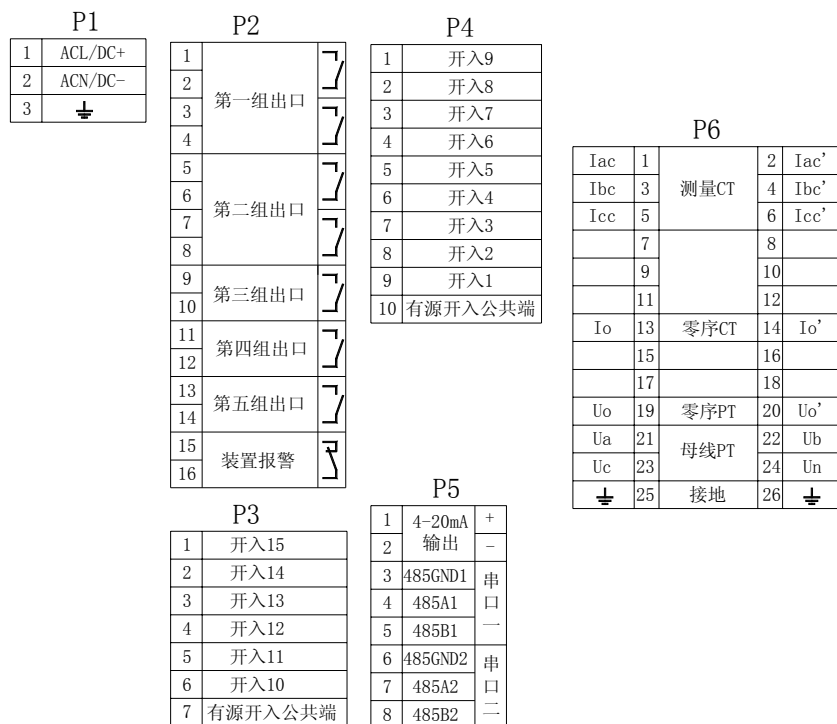 P1
1 ACL/DC+
2 ACN/DC-
3
P2
1
2
第一组出口
3
4
5
6
第二组出口
7
8
9
第三组出口
10
11
第四组出口
12
13
第五组出口
14
15
装置报警
16
P3
1 开入15
2 开入14
3 开入13
4 开入12
5 开入11
6 开入10
7 有源开入公共端
P4
1 开入9
2 开入8
3 开入7
4 开入6
5 开入5
6 开入4
7 开入3
8 开入2
9 开入1
10 有源开入公共端
P5
1 4-20mA +
2 输出 -
3 485GND1
4 485A1
5 485B1
串口一
6 485GND2
7 485A2
8 485B2
串口二
P6
Iac 1 2 Iac'
Ibc 3 测量CT 4 Ibc'
Icc 5 6 Icc'
7 8
9 10
11 12
Io 13 零序CT 14 Io'
15 16
17 18
Uo 19 零序PT 20 Uo'
Ua 21 22 Ub
母线PT
Uc 23 24 Un
25 接地 26